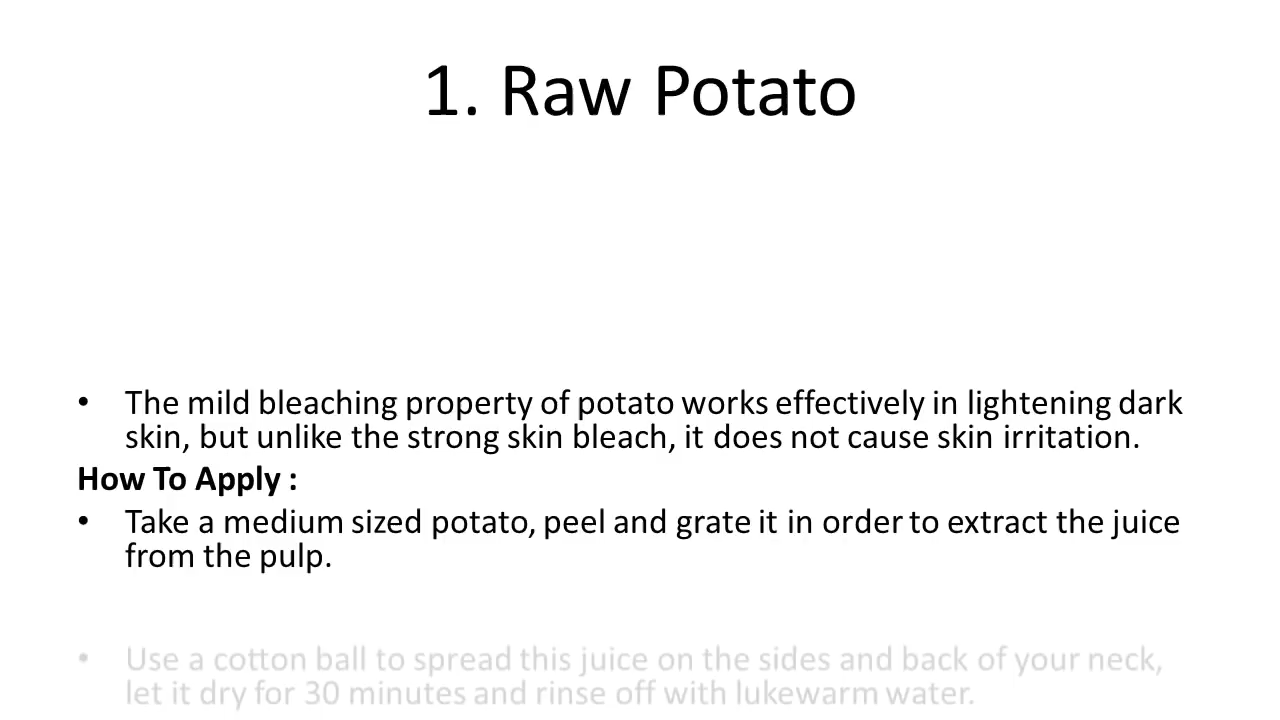 1. Raw Potato
• The mild bleaching property of potato works effectively in lightening dark
skin, but unlike the strong skin bleach, it does not cause skin irritation.
How To Apply :
• Take a medium sized potato, peel and grate it in order to extract the juice
from the pulp.
• Use a cotton ball to spread this juice on the sides and back of your neck,
let it dry for 30 minutes and rinse off with lukewarm water.